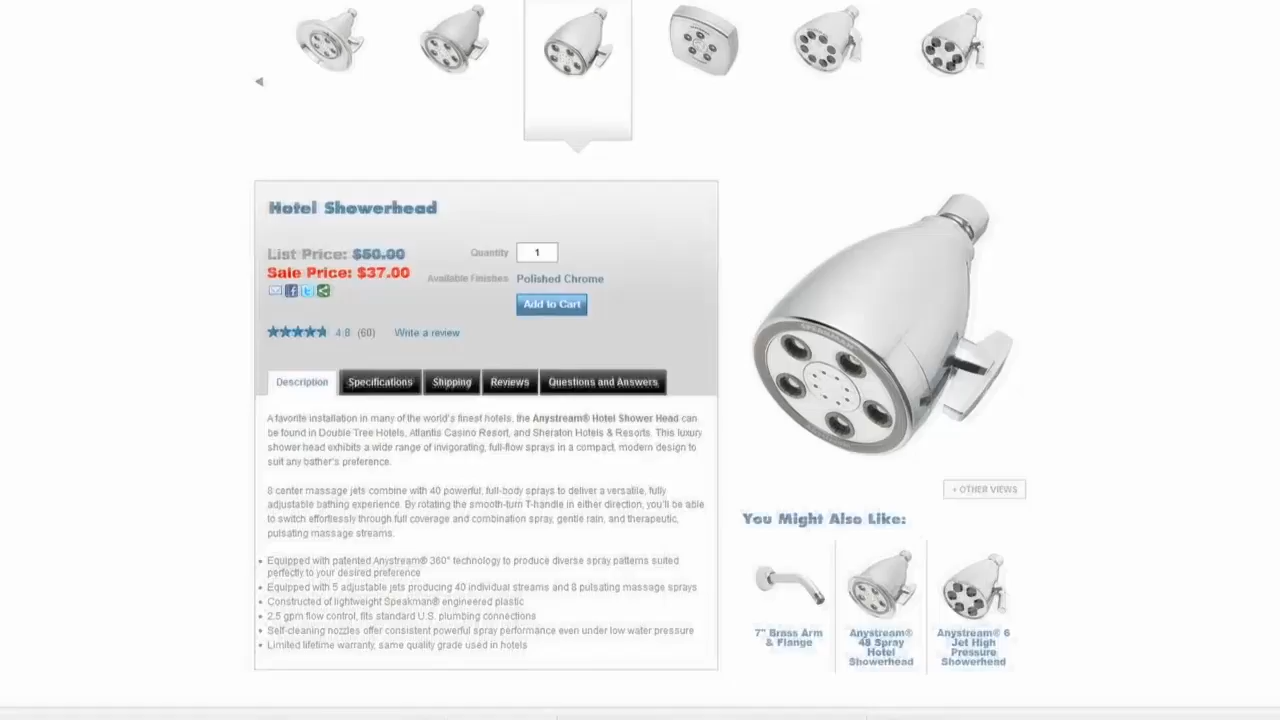 Hotel Showerhead
List Price: $50.00
Sale Price: $37.00
Quantity 1
Available Finishes Polished Chrome
Add to Cart
4.8 (60) Write a review
Description Specifications Shipping Reviews Questions and Answers
A favorite installation in many of the world's finest hotels, the Anystream® Hotel Shower Head can
be found in Double Tree Hotels, Atlantis Casino Resort, and Sheraton Hotels & Resorts. This luxury
shower head exhibits a wide range of invigorating, full-flow sprays in a compact, modern design to
suit any bather's preference.
8 center massage jets combine with 40 powerful, full-body sprays to deliver a versatile, fully
adjustable bathing experience. By rotating the smooth-turn T-handle in either direction, you'll be able
to switch effortlessly through full coverage and combination spray, gentle rain, and therapeutic,
pulsating massage streams.
Equipped with patented Anystream® 360° technology to produce diverse spray patterns suited
perfectly to your desired preference
Equipped with 5 adjustable jets producing 40 individual streams and 8 pulsating massage sprays
Constructed of lightweight Speakman® engineered plastic
2.5 gpm flow control, fits standard U.S. plumbing connections
Self-cleaning nozzles offer consistent powerful spray performance even under low water pressure
Limited lifetime warranty, same quality grade used in hotels
+ OTHER VIEWS
You Might Also Like:
7" Brass Arm
& Flange
Anystream®
48 Spray
Hotel
Showerhead
Anystream® 6
Jet High
Pressure
Showerhead